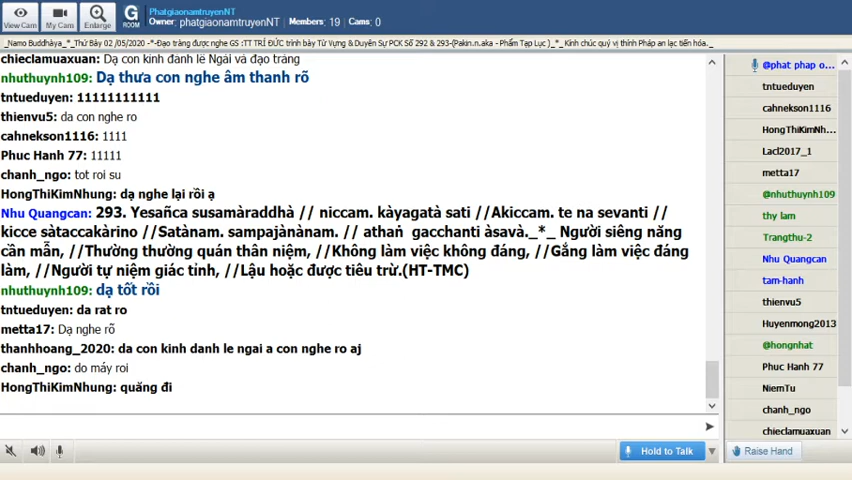 View Cam
My Cam
Enlarge
G
ROOM
PhatgiaonamtruyenNT
Owner: phatgiaonamtruyenNT | Members: 19 | Cams: 0
_Namo Buddhàya_*_Thứ Bảy 02 /05/2020 -*-Đạo tràng được nghe GS :TT TRÍ ĐỨC trình bày Từ Vựng & Duyên Sự PCK Số 292 & 293-(Pakin.n.aka - Phẩm Tạp Lục )_*_ Kính chúc quý vị thính Pháp an lạc tiến hóa._
chieclamuaxuan: Dạ con kính đảnh lễ Ngài và đạo tràng
nhuthuynh109: Dạ thưa con nghe âm thanh rõ
tntueduyen: 11111111111
thienvu5: da con nghe ro
cahnekson1116: 1111
Phuc Hanh 77: 11111
chanh_ngo: tot roi su
HongThiKimNhung: dạ nghe lại rồi ạ
Nhu Quangcan: 293. Yesañca susamàraddhà // niccam. kàyagatà sati //Akiccam. te na sevanti //
kicce sàtaccakàrino //Satànam. sampajànànam. // athaṅ gacchanti àsavà._*_ Người siêng năng
cần mẫn, //Thường thường quán thân niệm, //Không làm việc không đáng, //Gắng làm việc đáng
làm, //Người tự niệm giác tỉnh, //Lậu hoặc được tiêu trừ.(HT-TMC)
nhuthuynh109: dạ tốt rồi
tntueduyen: da rat ro
metta17: Dạ nghe rõ
thanhhoang_2020: da con kinh danh le ngai a con nghe ro aj
chanh_ngo: do máy roi
HongThiKimNhung: quăng đi
Hold to Talk
@phat phap o...
tntueduyen
cahnekson1116
HongThiKimNh...
Lacl2017_1
metta17
@nhuthuynh109
thy lam
Trangthu-2
Nhu Quangcan
tam-hanh
thienvu5
Huyenmong2013
@hongnhat
Phuc Hanh 77
NiemTu
chanh_ngo
chieclamuaxuan
Raise Hand